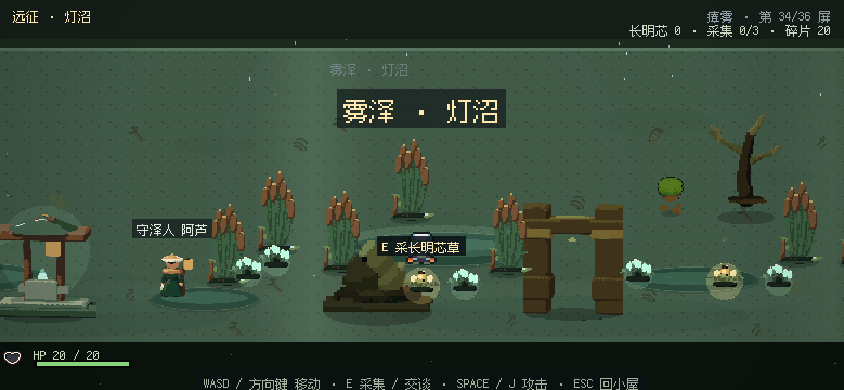 远征 · 灯沼
瘴雾 · 第 34/36 屏
长明芯 0 · 采集 0/3 · 碎片 20
雾泽 · 灯沼
雾泽 · 灯沼
守泽人 阿芦
E 采长明芯草
HP 20 / 20
WASD / 方向键 移动 · E 采集 / 交谈 · SPACE / J 攻击 · ESC 回小屋